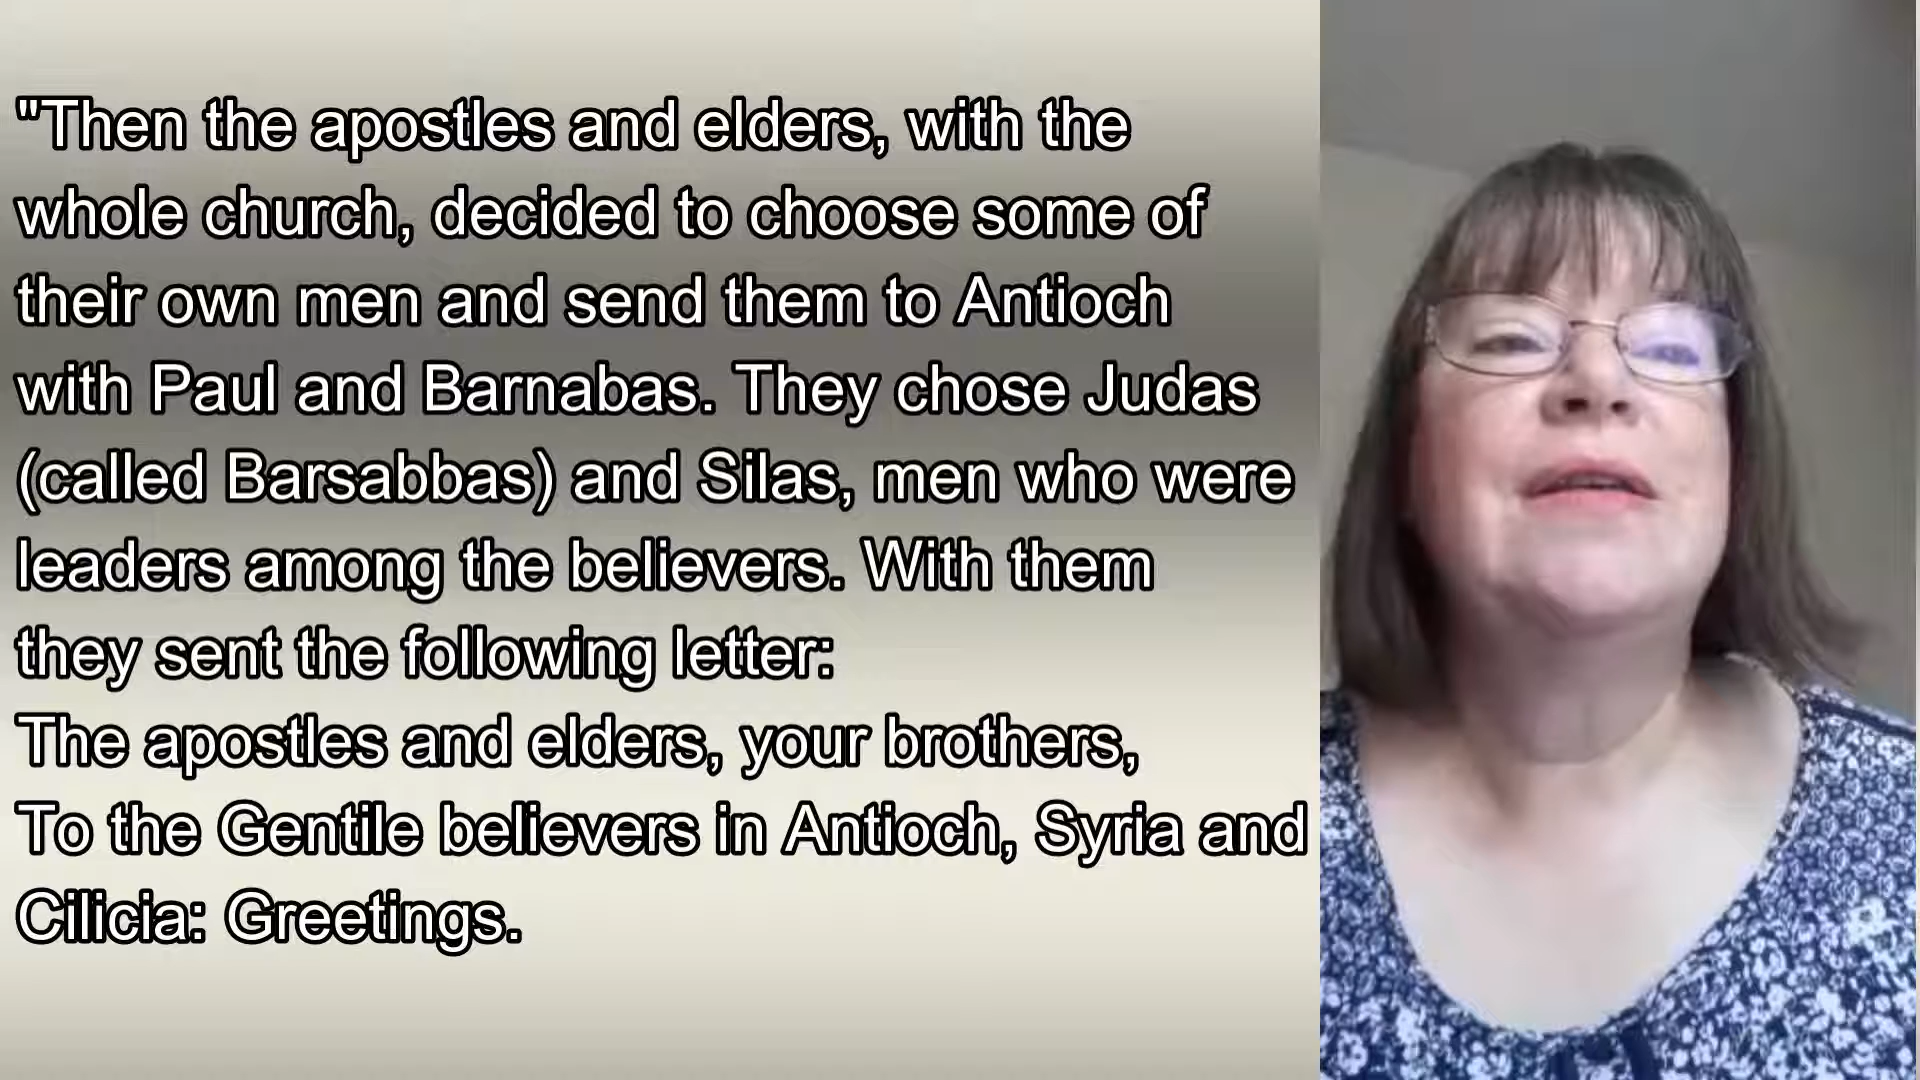 "Then the apostles and elders, with the
whole church, decided to choose some of
their own men and send them to Antioch
with Paul and Barnabas. They chose Judas
(called Barsabbas) and Silas, men who were
leaders among the believers. With them
they sent the following letter:
The apostles and elders, your brothers,
To the Gentile believers in Antioch, Syria and
Cilicia: Greetings.